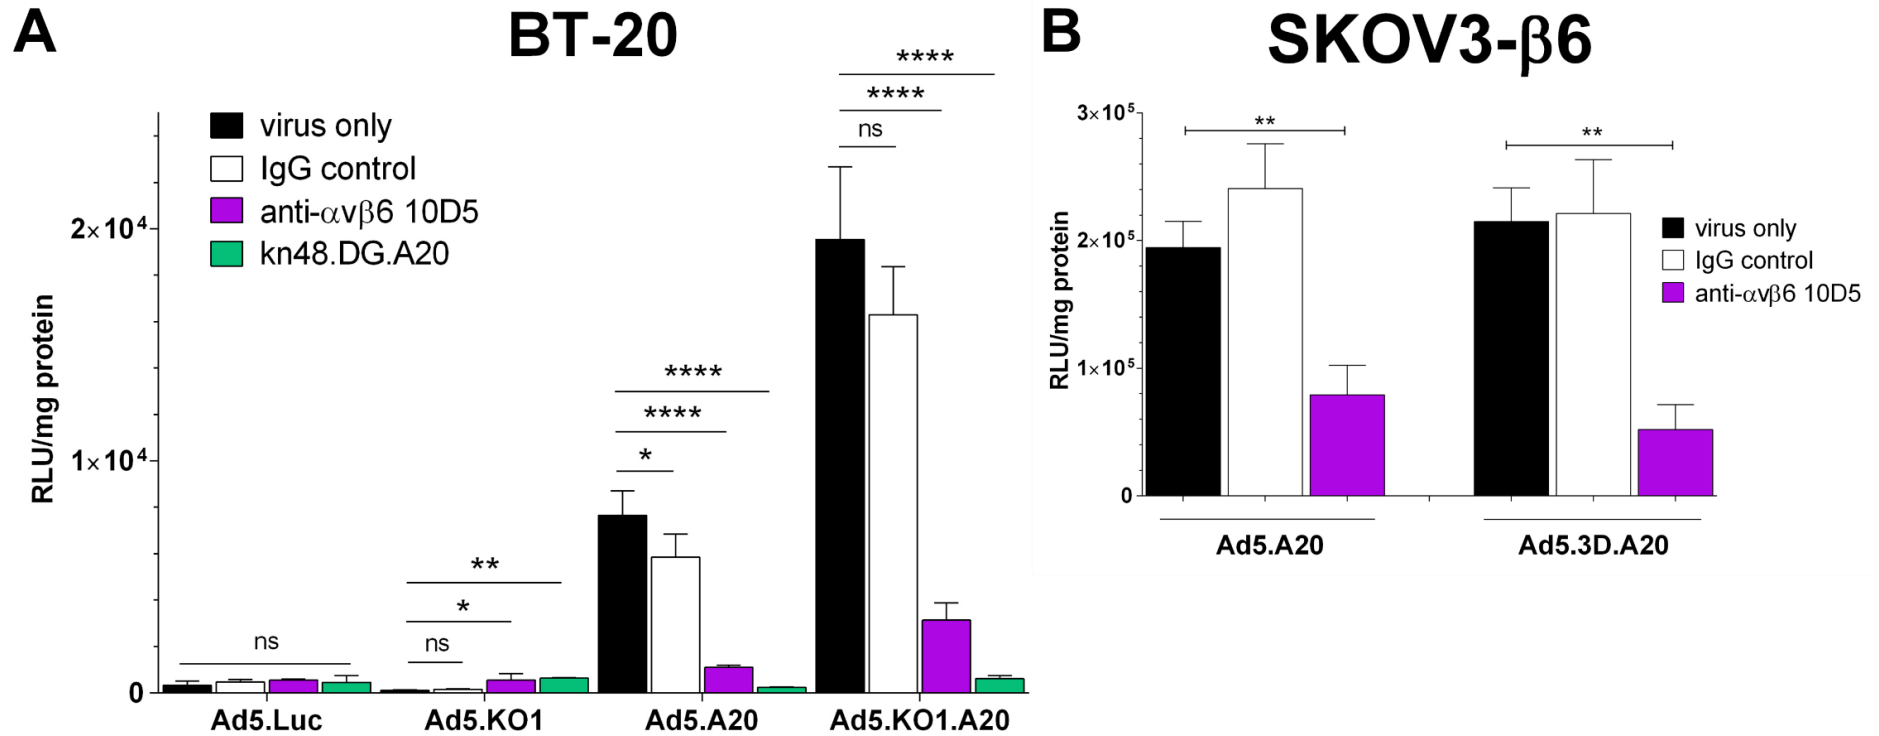 A
BT-20
virus only
IgG control
anti-αvβ6 10D5
kn48.DG.A20
RLU/mg protein
2×10⁴
1×10⁴
0
ns
ns
*
**
*
****
****
ns
****
****
Ad5.Luc
Ad5.KO1
Ad5.A20
Ad5.KO1.A20
B
SKOV3-β6
RLU/mg protein
3×10⁵
2×10⁵
1×10⁵
0
**
**
virus only
IgG control
anti-αvβ6 10D5
Ad5.A20
Ad5.3D.A20